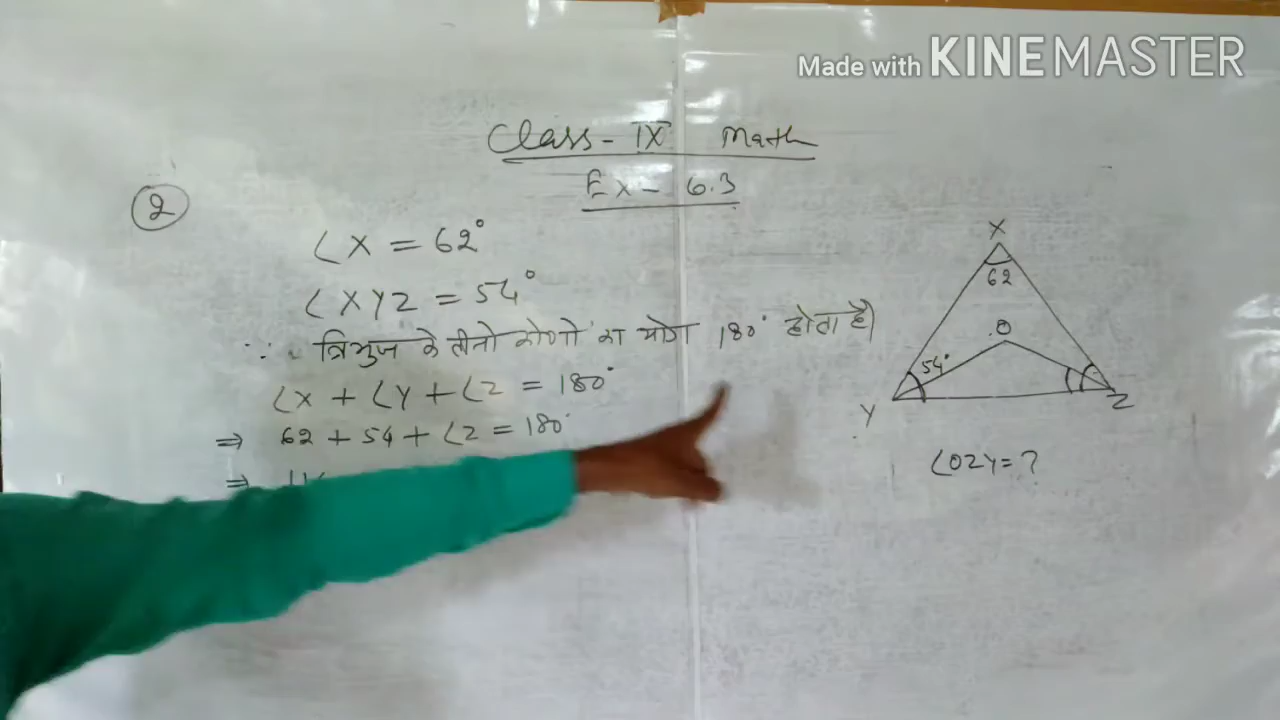 Made with KINEMASTER
Class - IX Math
Ex - 6.3
2
∠X = 62°
∠XYZ = 54°
∵ त्रिभुज के तीनो कोणो का योग 180° होता है।
∠X + ∠Y + ∠Z = 180°
⇒ 62 + 54 + ∠Z = 180°
⇒
X
62
O
54°
Y
Z
∠OZY = ?